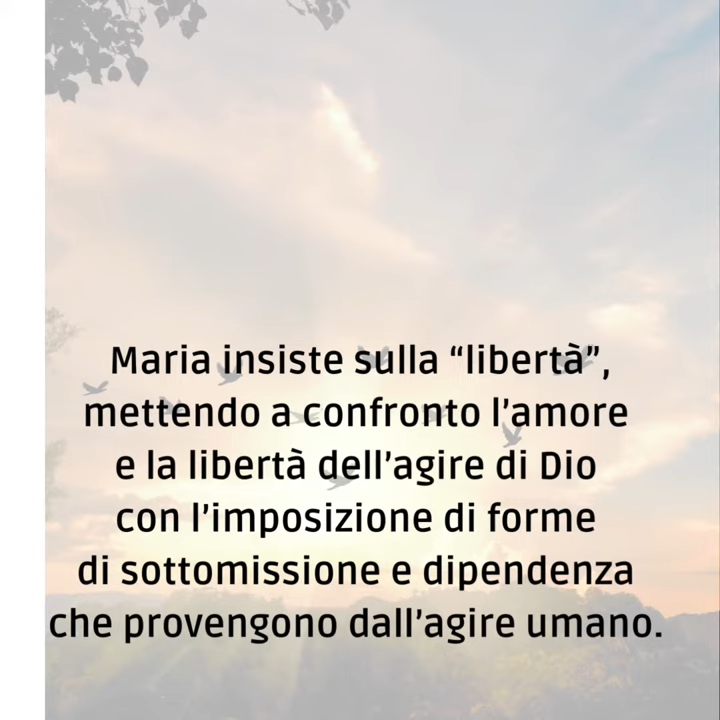 Maria insiste sulla “libertà”,
mettendo a confronto l’amore
e la libertà dell’agire di Dio
con l’imposizione di forme
di sottomissione e dipendenza
che provengono dall’agire umano.